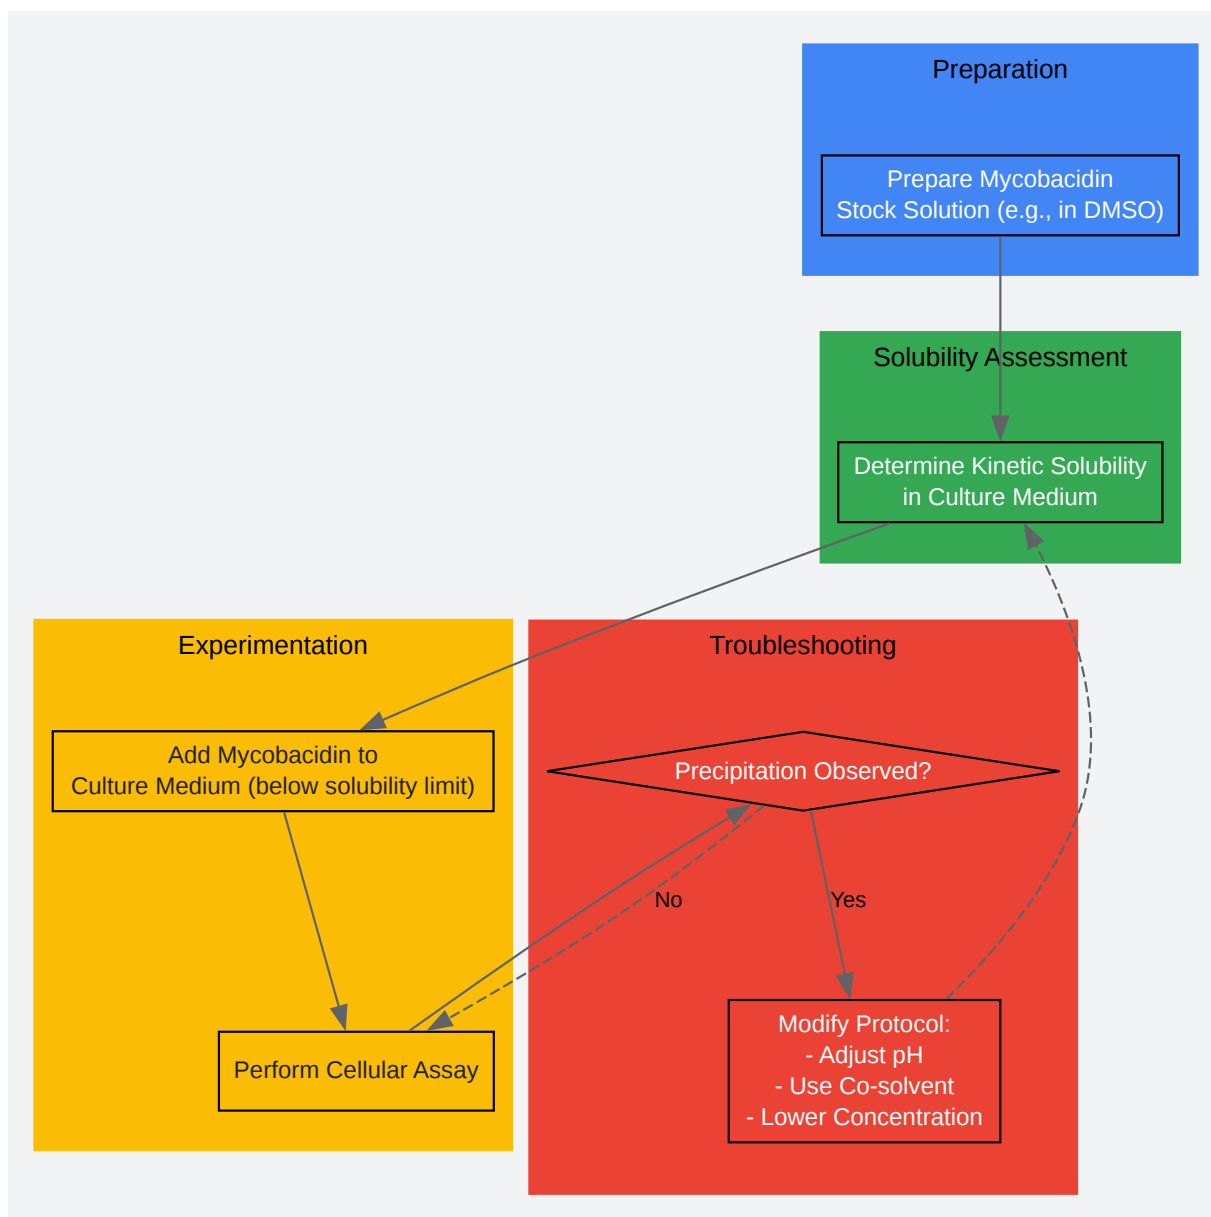 Preparation
Prepare Mycobacidin
Stock Solution (e.g., in DMSO)
Solubility Assessment
Determine Kinetic Solubility
in Culture Medium
Experimentation
Add Mycobacidin to
Culture Medium (below solubility limit)
Perform Cellular Assay
Troubleshooting
Precipitation Observed?
No
Yes
Modify Protocol:
- Adjust pH
- Use Co-solvent
- Lower Concentration